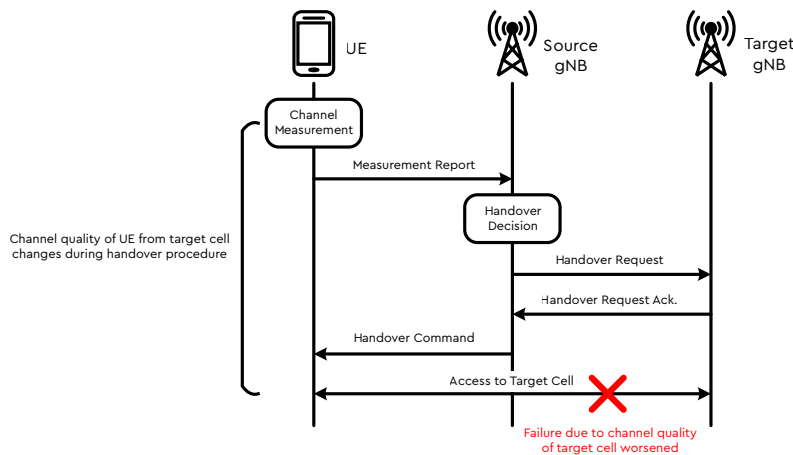 UE
Source
gNB
Target
gNB
Channel
Measurement
Measurement Report
Handover
Decision
Channel quality of UE from target cell
changes during handover procedure
Handover Request
Handover Request Ack.
Handover Command
Access to Target Cell
Failure due to channel quality
of target cell worsened